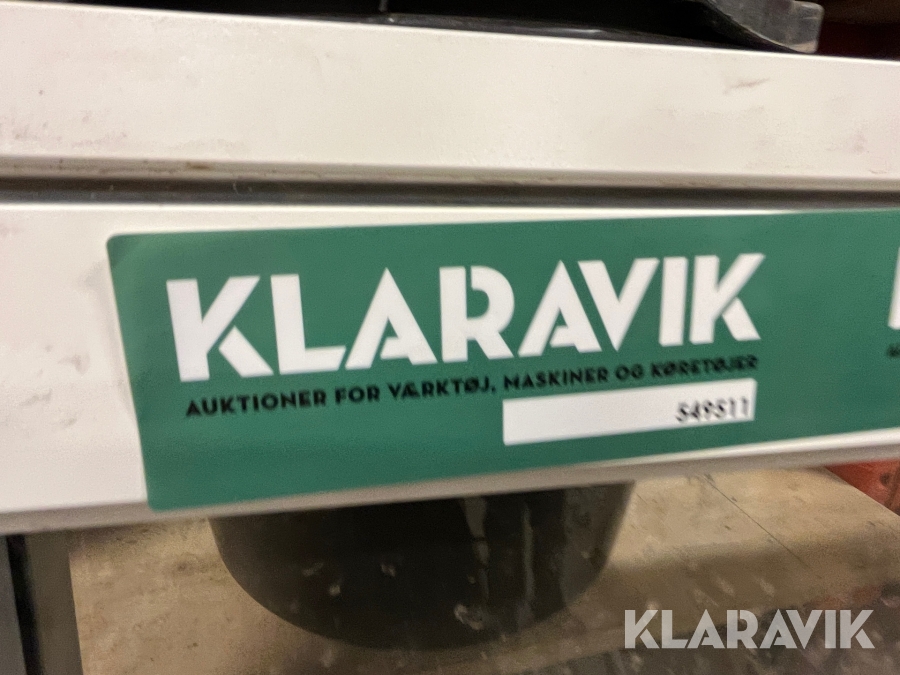 KLARAVIK
AUKTIONER FOR VÆRKTØJ, MASKINER OG KØRETØJER
549511
KLARAVIK